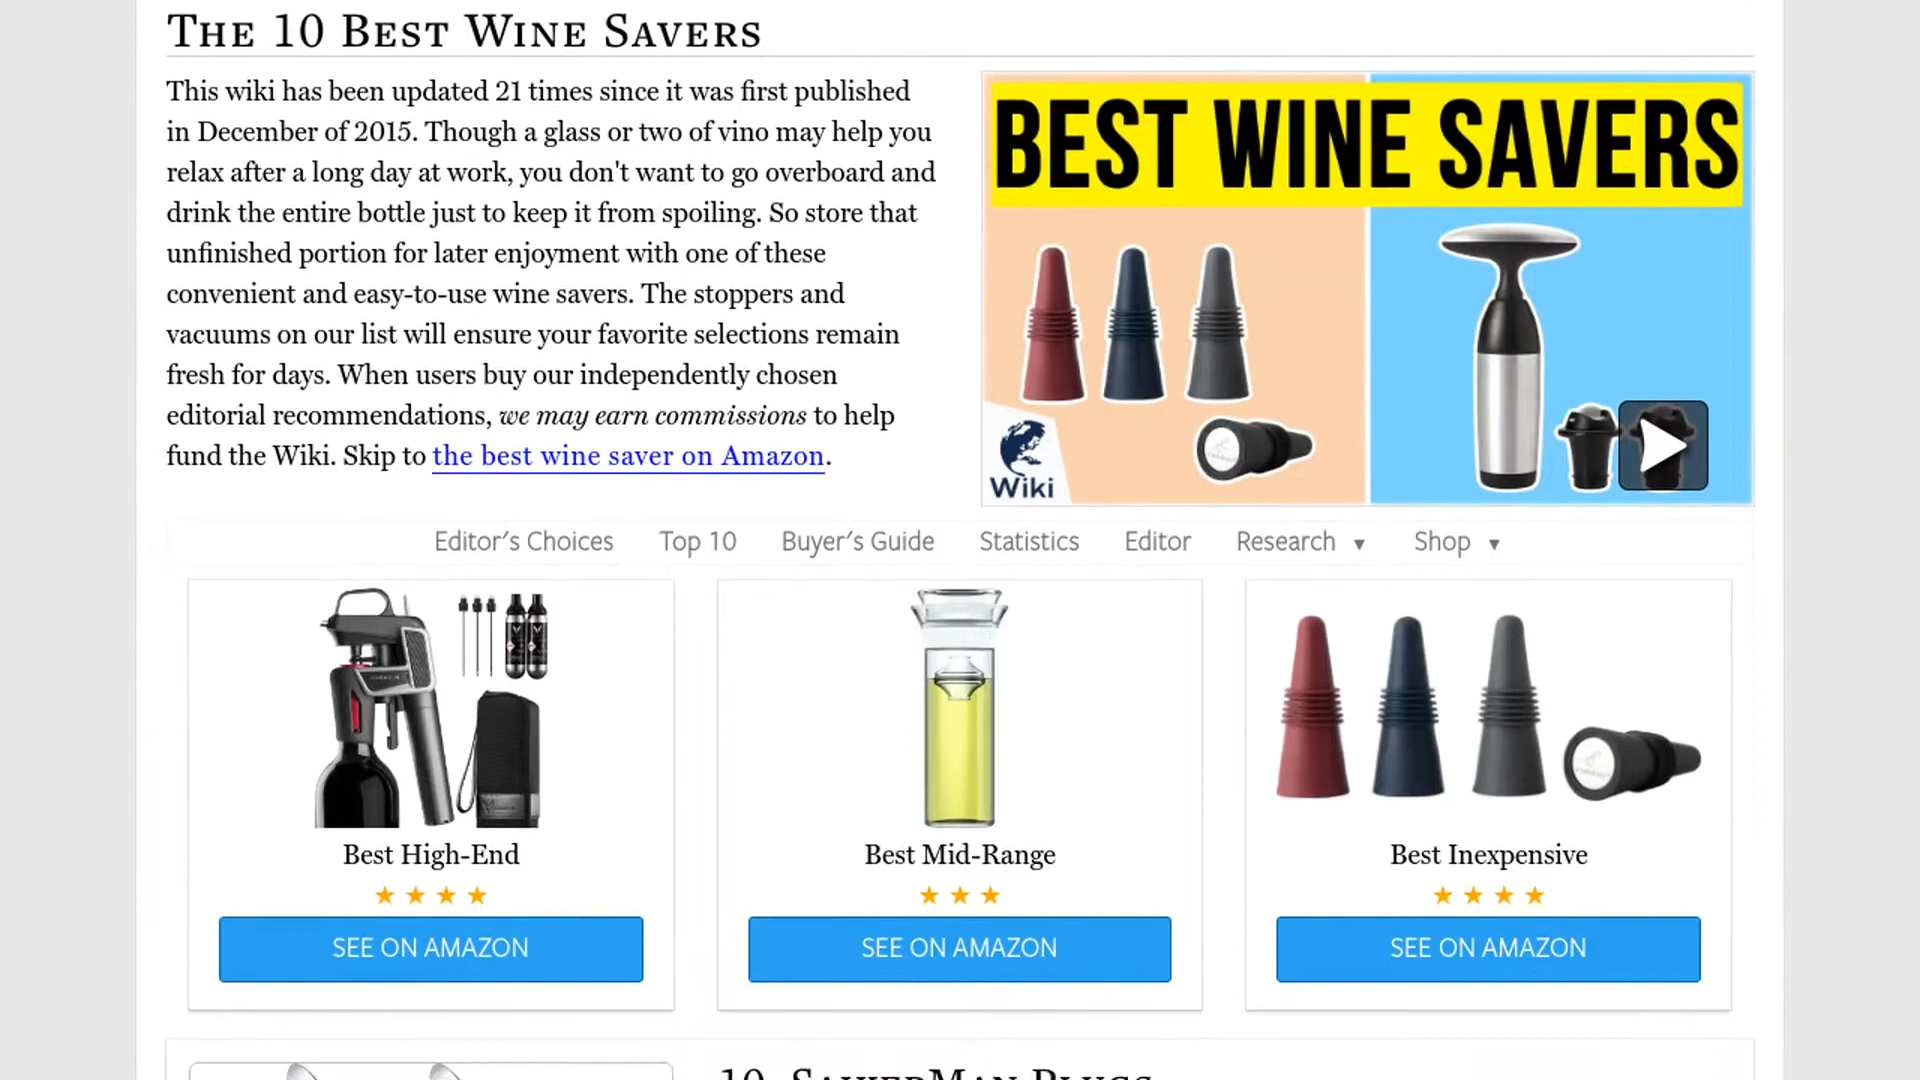 The 10 Best Wine Savers
This wiki has been updated 21 times since it was first published
in December of 2015. Though a glass or two of vino may help you
relax after a long day at work, you don't want to go overboard and
drink the entire bottle just to keep it from spoiling. So store that
unfinished portion for later enjoyment with one of these
convenient and easy-to-use wine savers. The stoppers and
vacuums on our list will ensure your favorite selections remain
fresh for days. When users buy our independently chosen
editorial recommendations, we may earn commissions to help
fund the Wiki. Skip to the best wine saver on Amazon.
BEST WINE SAVERS
Wiki
Editor's Choices Top 10 Buyer's Guide Statistics Editor Research ▼ Shop ▼
Best High-End
Best Mid-Range
Best Inexpensive
SEE ON AMAZON
SEE ON AMAZON
SEE ON AMAZON